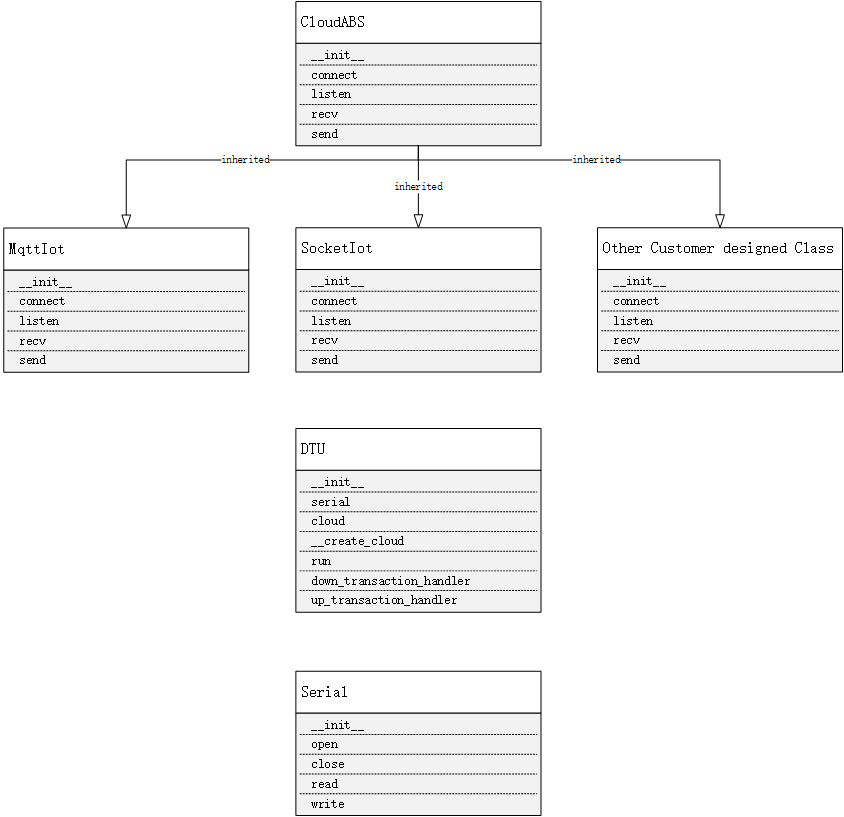 CloudABS
__init__
connect
listen
recv
send
inherited
inherited
inherited
MqttIot
__init__
connect
listen
recv
send
SocketIot
__init__
connect
listen
recv
send
Other Customer designed Class
__init__
connect
listen
recv
send
DTU
__init__
serial
cloud
__create_cloud
run
down_transaction_handler
up_transaction_handler
Serial
__init__
open
close
read
write